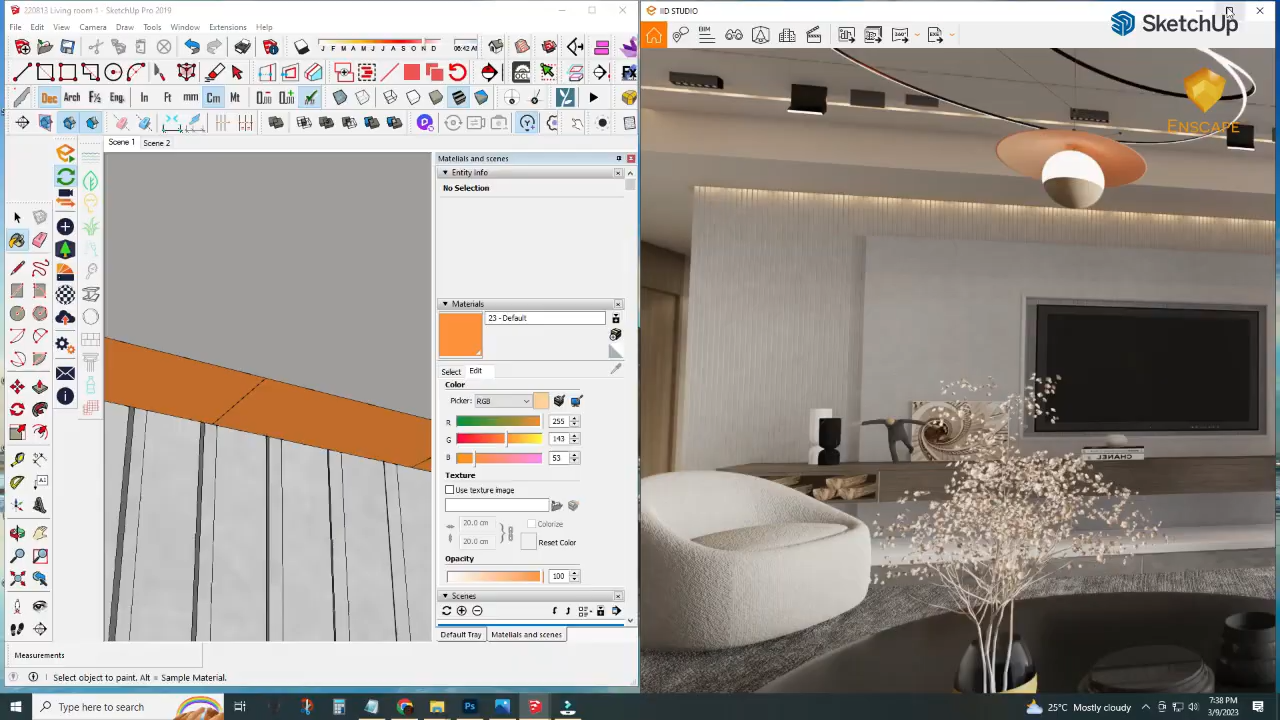 220813 Living room 1 - SketchUp Pro 2019
IID STUDIO
SketchUp
File Edit View Camera Draw Tools Window Extensions Help
J F M A M J J A S O N D 06:42 AM
Dec Arch Eng. In Ft mm Cm Mt
ENSCAPE
Scene 1 Scene 2
Materials and scenes
Entity Info
No Selection
Materials
23 - Default
Select Edit
Color
Picker: RGB
R 255
G 143
B 53
Texture
Use texture image
20.0 cm
20.0 cm
Colorize
Reset Color
Opacity
100
Scenes
Default Tray Materials and scenes
Measurements
Select object to paint. Alt = Sample Material.
CHANEL
Type here to search
25°C Mostly cloudy
7:38 PM
3/9/2023